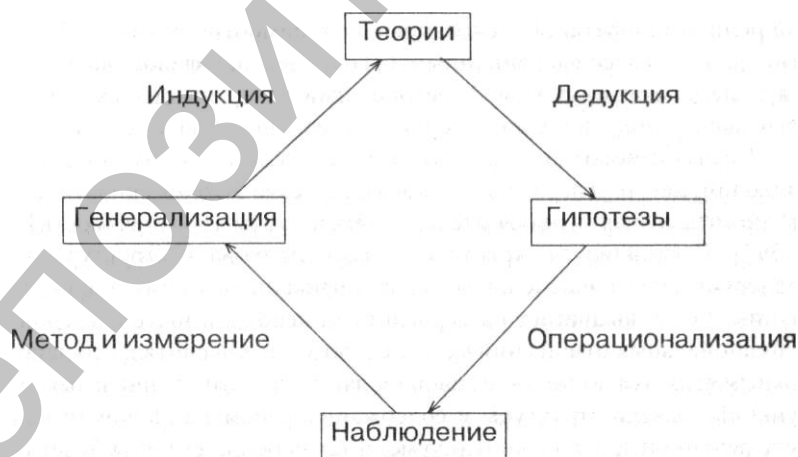 Теории
Индукция
Дедукция
Генерализация
Гипотезы
Метод и измерение
Операционализация
Наблюдение